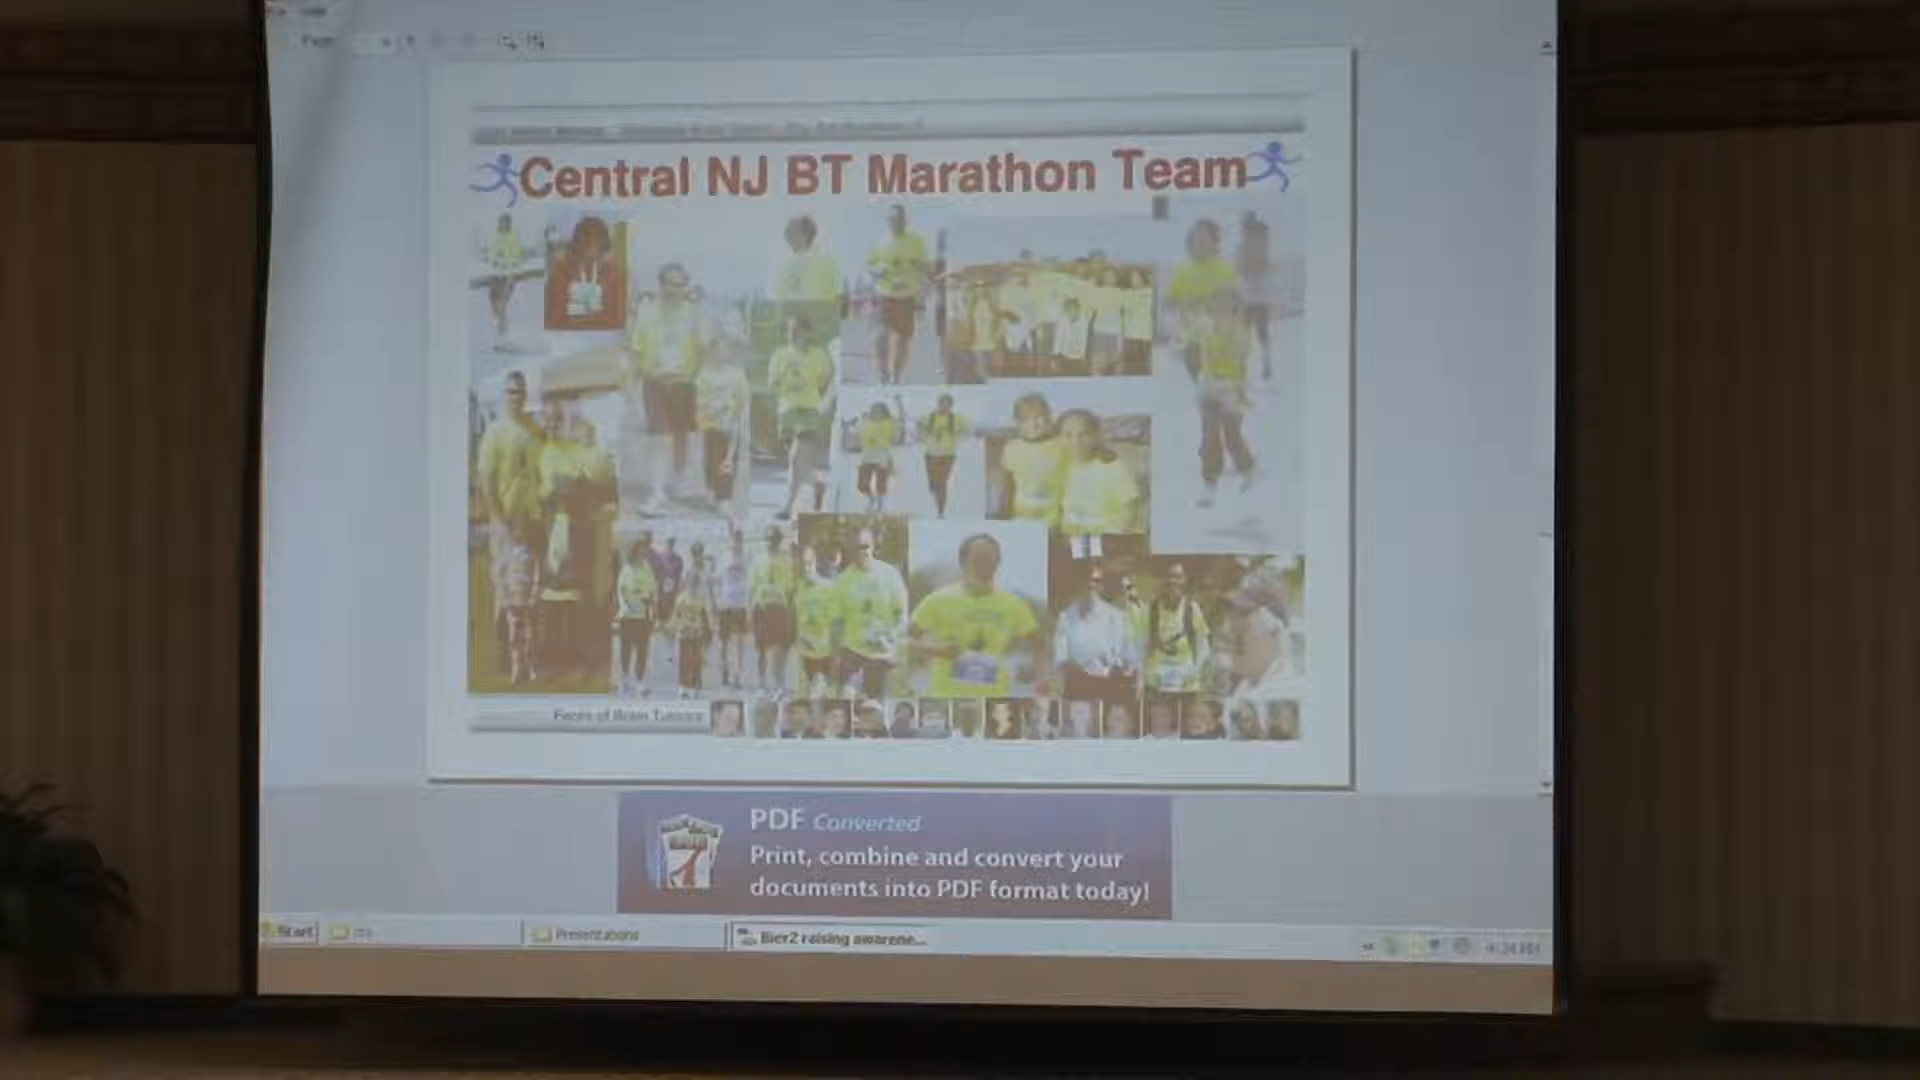 Page
Central NJ BT Marathon Team
Faces of Brain Tumors
PDF Converted
Print, combine and convert your
documents into PDF format today!
Start
Presentations
Bier2 raising awarene...